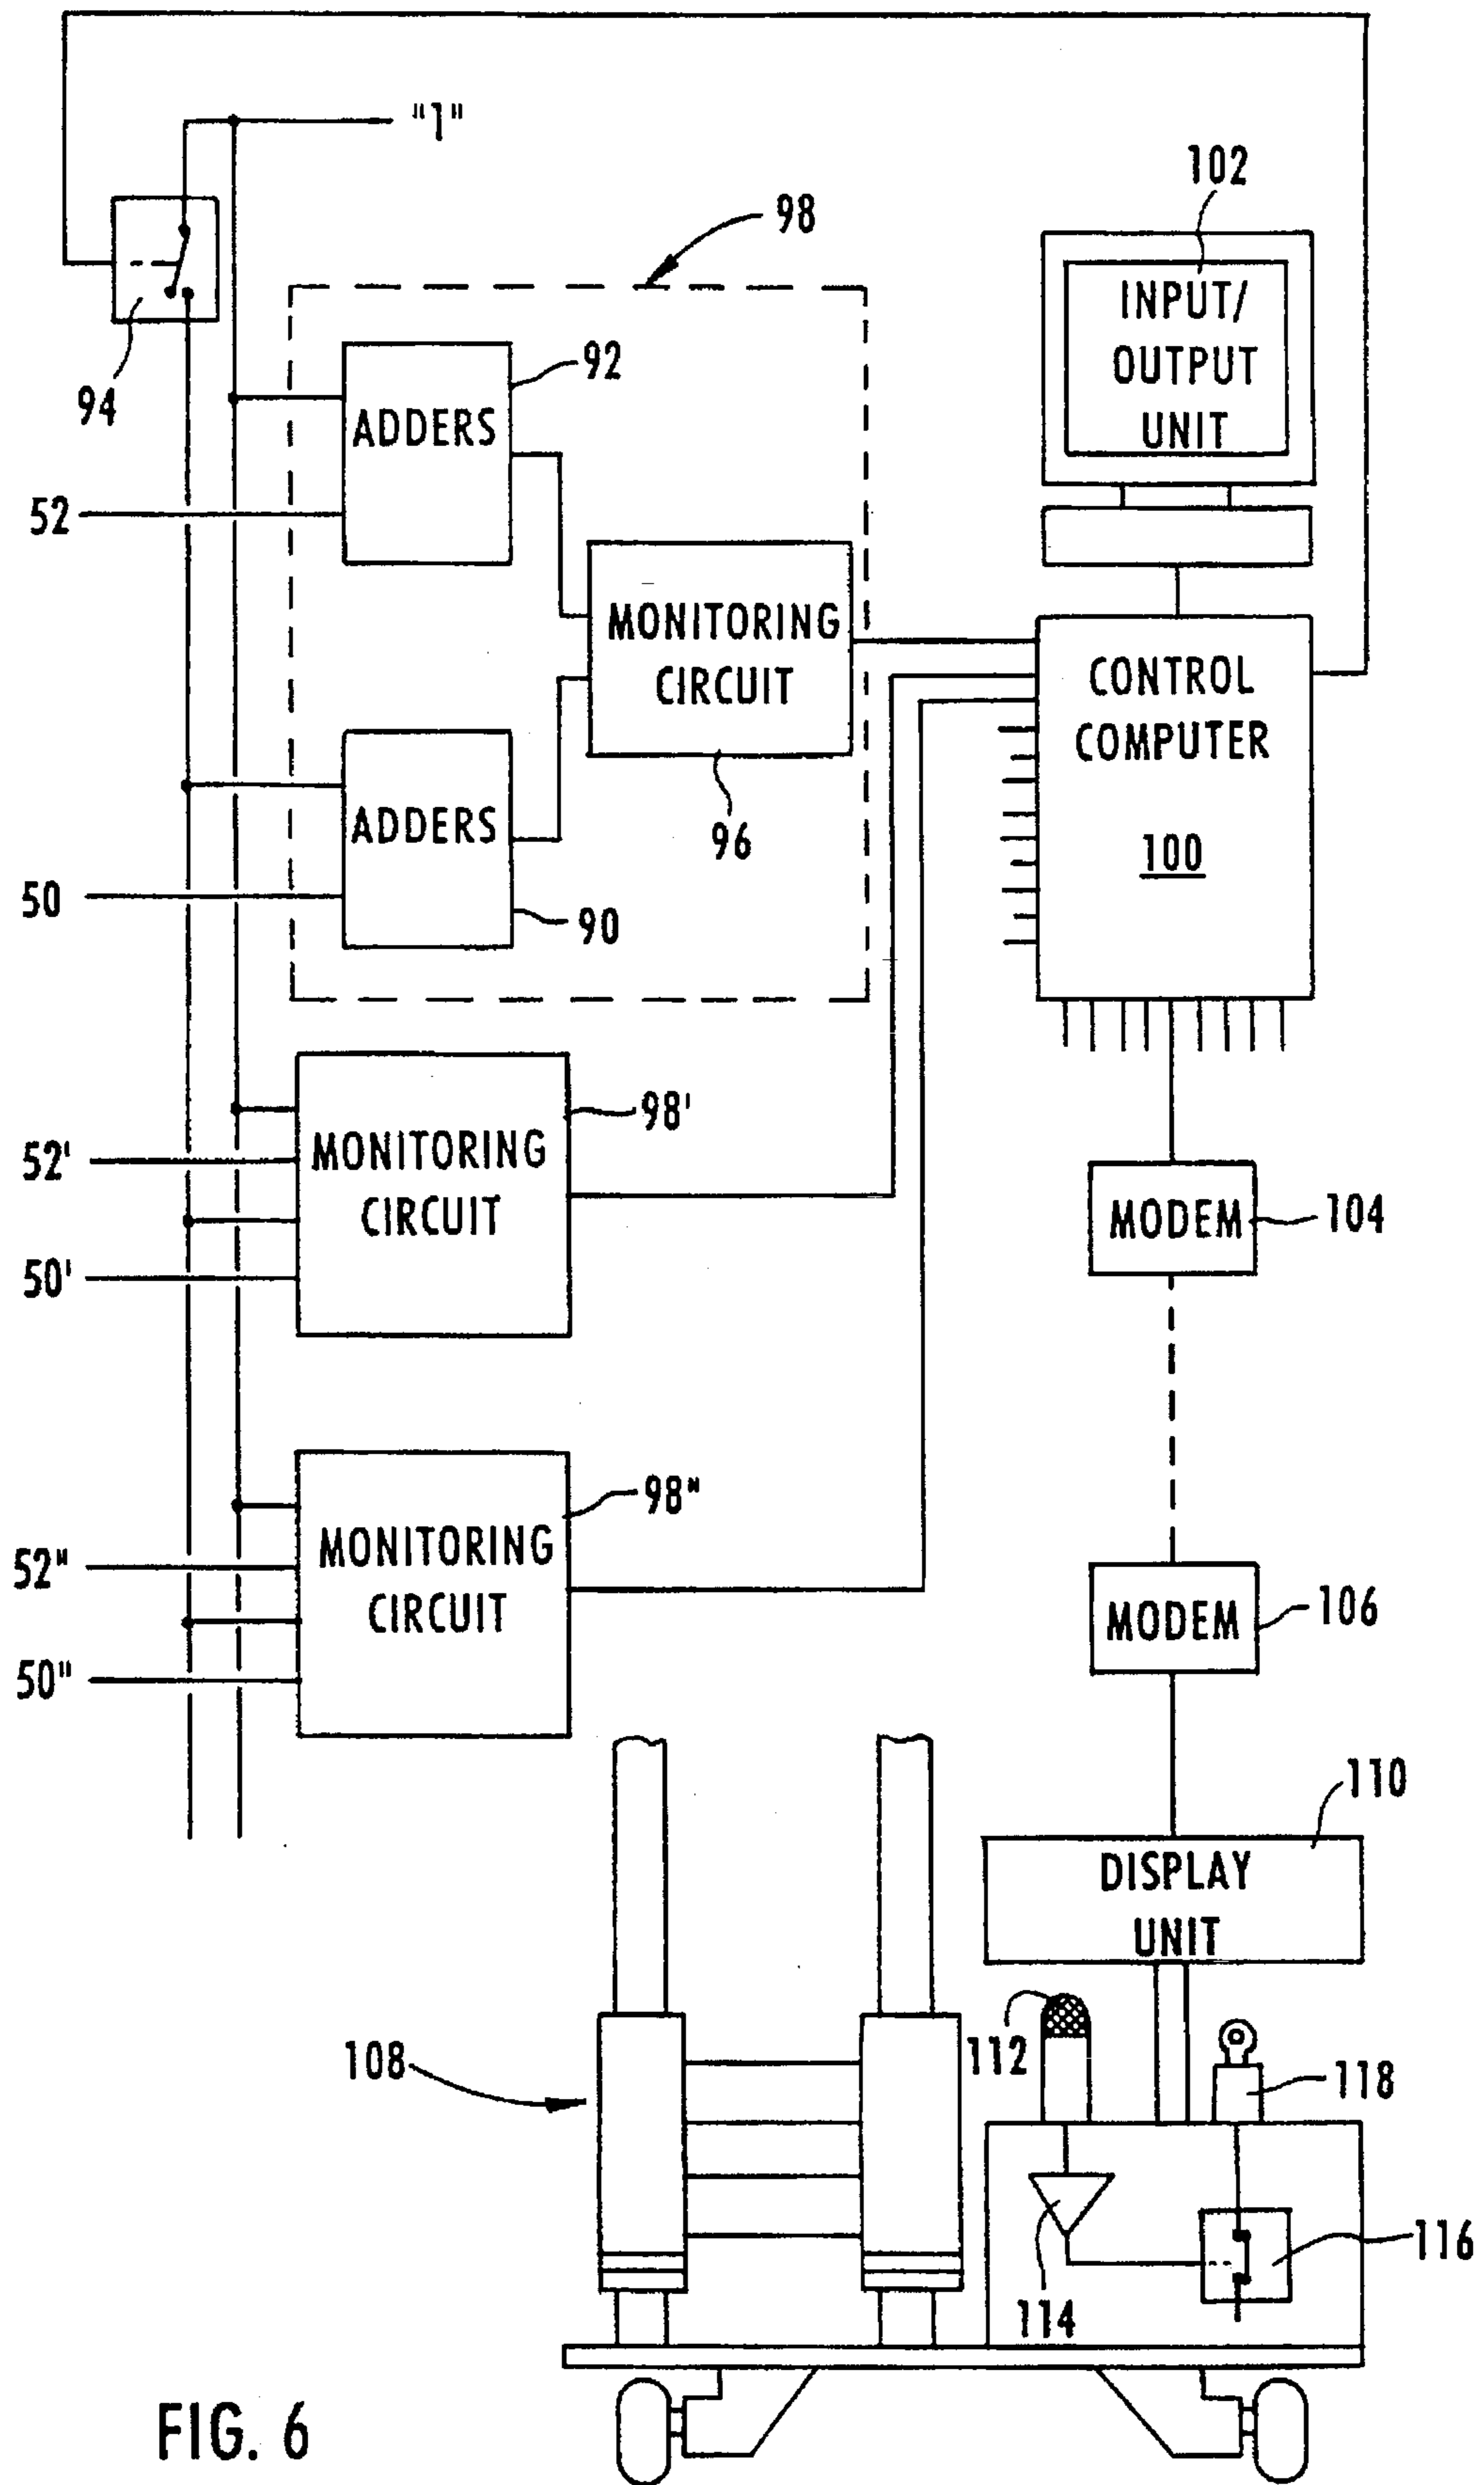 "1"
102
98
INPUT/
OUTPUT
UNIT
92
ADDERS
94
52
MONITORING
CIRCUIT
CONTROL
COMPUTER
96
100
ADDERS
50
90
98'
52'
MONITORING
CIRCUIT
50'
MODEM
104
98"
52"
MONITORING
CIRCUIT
50"
MODEM
106
110
DISPLAY
UNIT
108
112
118
116
114
FIG. 6